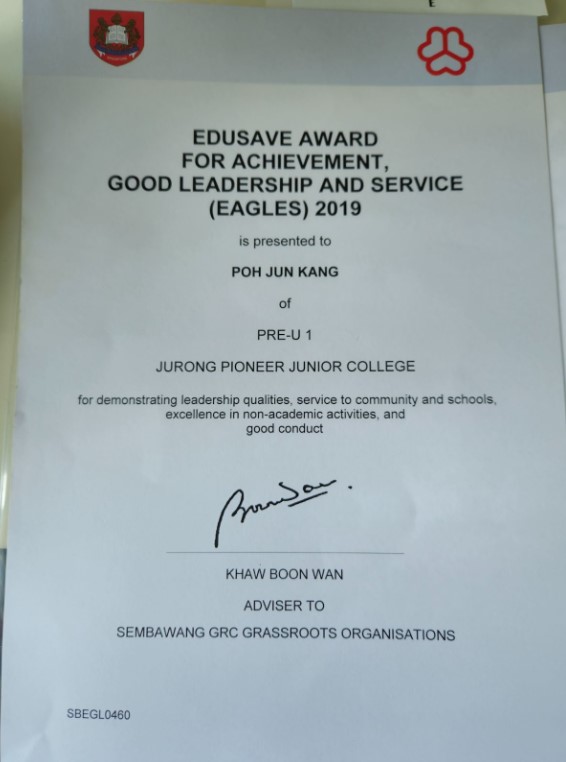 E
EDUSAVE AWARD
FOR ACHIEVEMENT,
GOOD LEADERSHIP AND SERVICE
(EAGLES) 2019
is presented to
POH JUN KANG
of
PRE-U 1
JURONG PIONEER JUNIOR COLLEGE
for demonstrating leadership qualities, service to community and schools,
excellence in non-academic activities, and
good conduct
KHAW BOON WAN
ADVISER TO
SEMBAWANG GRC GRASSROOTS ORGANISATIONS
SBEGL0460